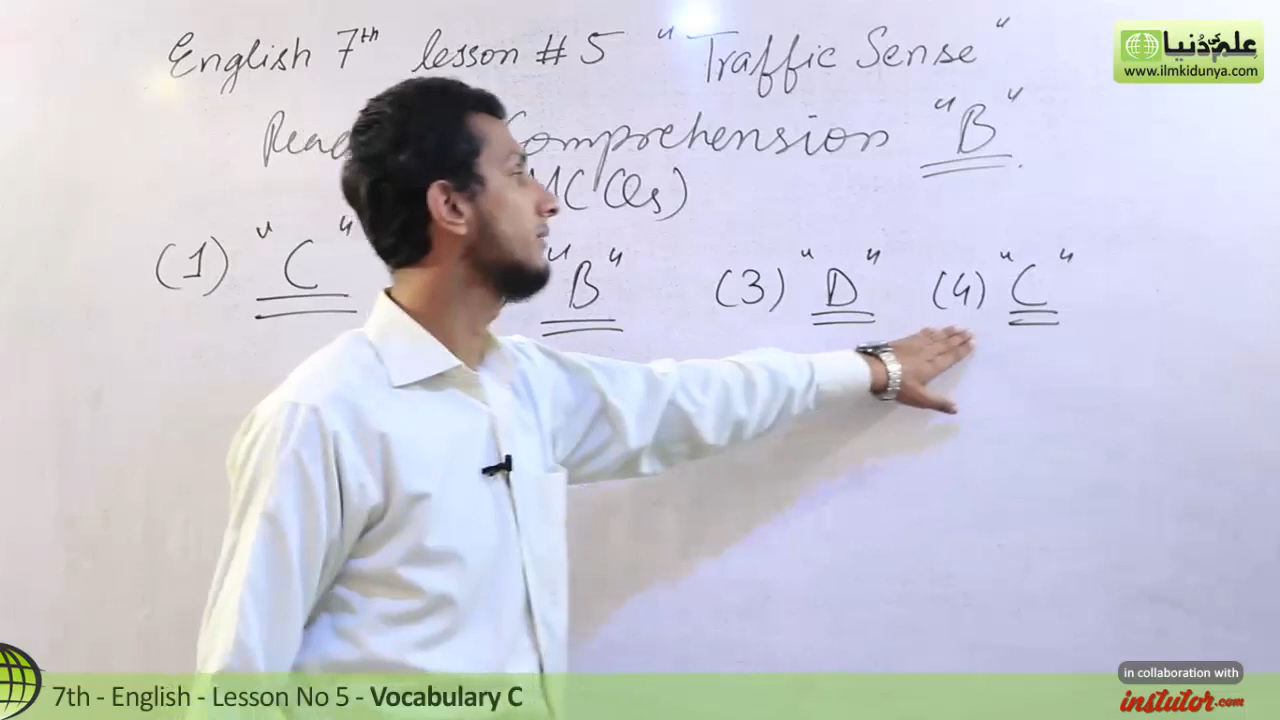 English 7th lesson # 5 "Traffic Sense"
Comprehension "B"
(1) "C" "B" (3) "D" (4) "C"
علم کی دنیا
www.ilmkidunya.com
in collaboration with
instutor.com
7th - English - Lesson No 5 - Vocabulary C